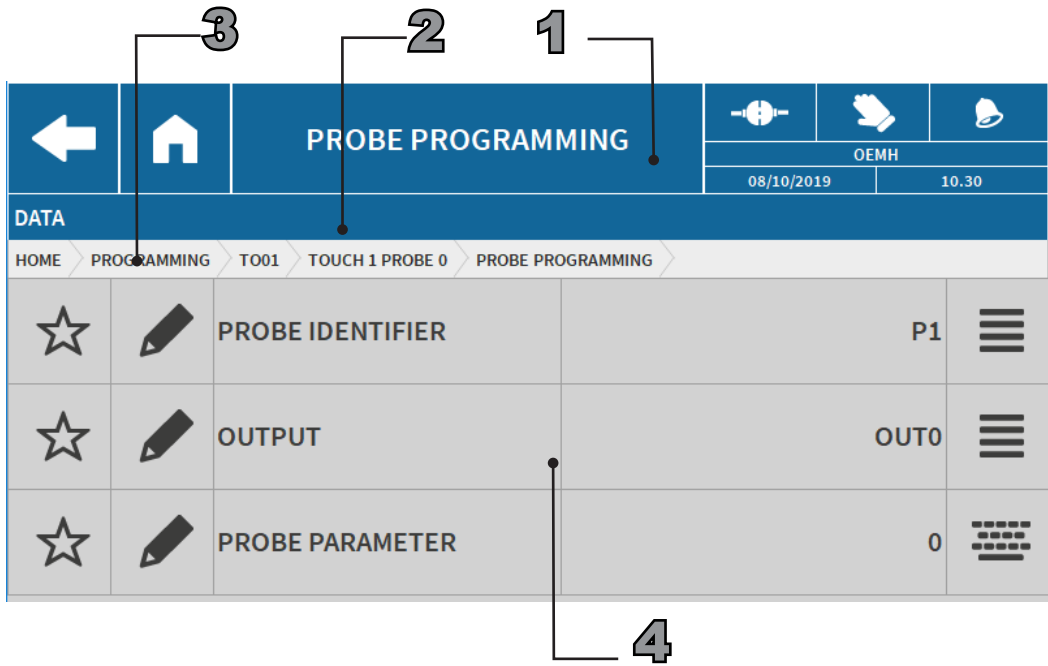 3 2 1
PROBE PROGRAMMING
OEMH
08/10/2019 10.30
DATA
HOME PROGRAMMING TO01 TOUCH 1 PROBE 0 PROBE PROGRAMMING
PROBE IDENTIFIER P1
OUTPUT OUT0
PROBE PARAMETER 0
4